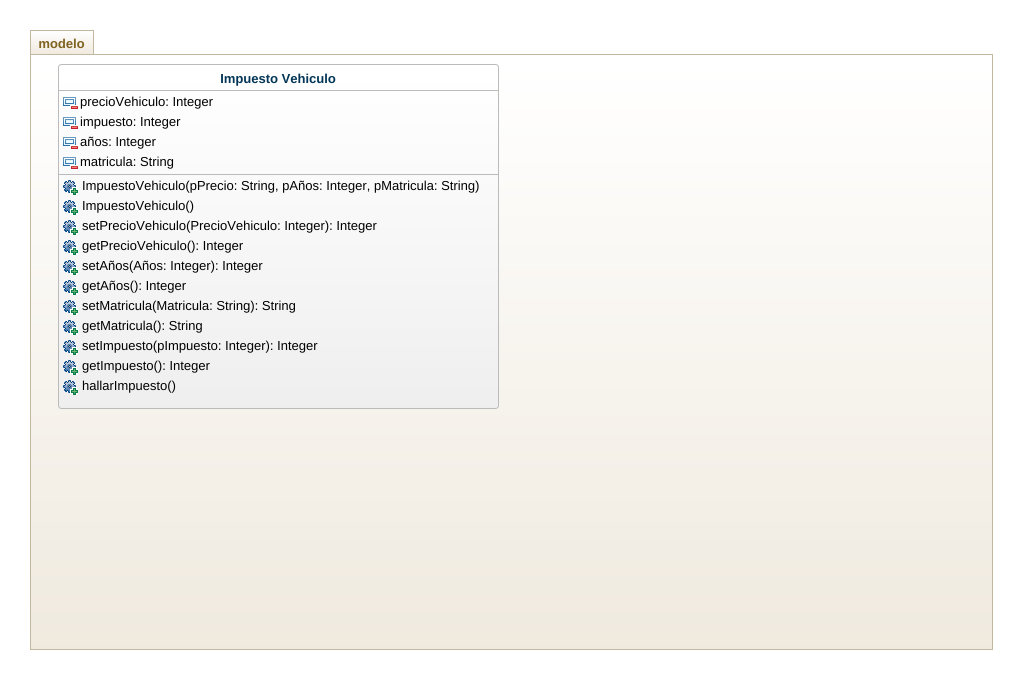 modelo
Impuesto Vehiculo
precioVehiculo: Integer
impuesto: Integer
años: Integer
matricula: String
ImpuestoVehiculo(pPrecio: String, pAños: Integer, pMatricula: String)
ImpuestoVehiculo()
setPrecioVehiculo(PrecioVehiculo: Integer): Integer
getPrecioVehiculo(): Integer
setAños(Años: Integer): Integer
getAños(): Integer
setMatricula(Matricula: String): String
getMatricula(): String
setImpuesto(pImpuesto: Integer): Integer
getImpuesto(): Integer
hallarImpuesto()